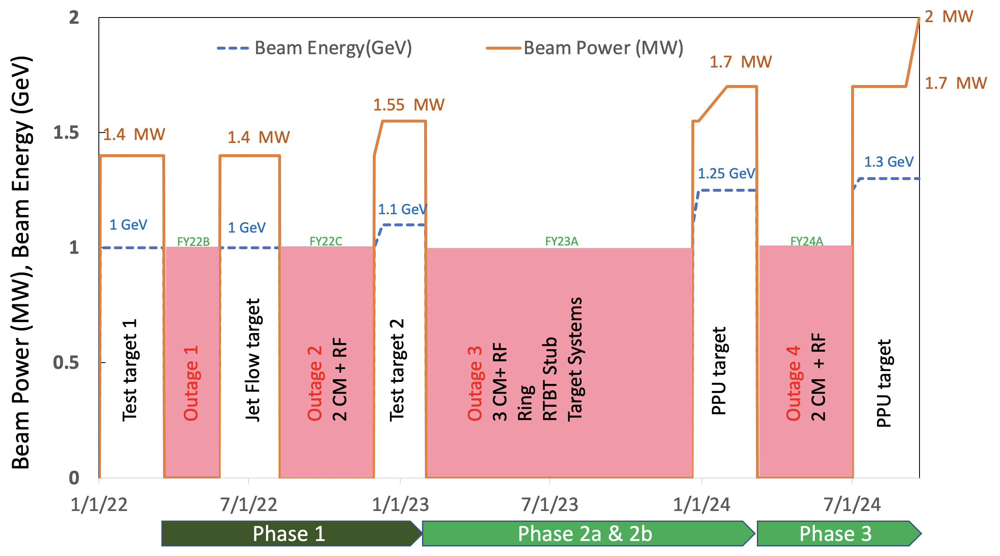 Beam Power (MW), Beam Energy (GeV)
2
1.5
1
0.5
0
Beam Energy(GeV)
Beam Power (MW)
1.4 MW
1.4 MW
1.55 MW
1.7 MW
2 MW
1.7 MW
1 GeV
1 GeV
1.1 GeV
1.25 GeV
1.3 GeV
FY22B
FY22C
FY23A
FY24A
Test target 1
Outage 1
Jet Flow target
Outage 2
2 CM + RF
Test target 2
Outage 3
3 CM+ RF
Ring
RTBT Stub
Target Systems
PPU target
Outage 4
2 CM + RF
PPU target
1/1/22
7/1/22
1/1/23
7/1/23
1/1/24
7/1/24
Phase 1
Phase 2a & 2b
Phase 3